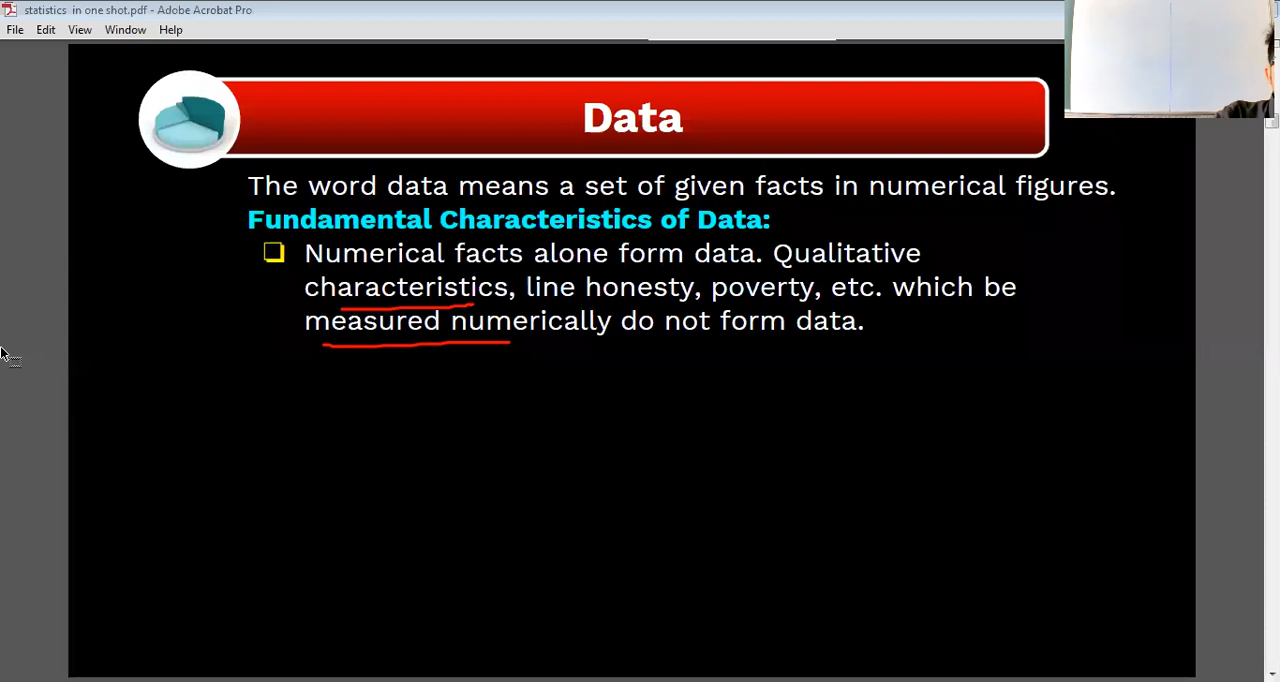 statistics in one shot.pdf - Adobe Acrobat Pro
File Edit View Window Help
Data
The word data means a set of given facts in numerical figures.
Fundamental Characteristics of Data:
Numerical facts alone form data. Qualitative
characteristics, line honesty, poverty, etc. which be
measured numerically do not form data.